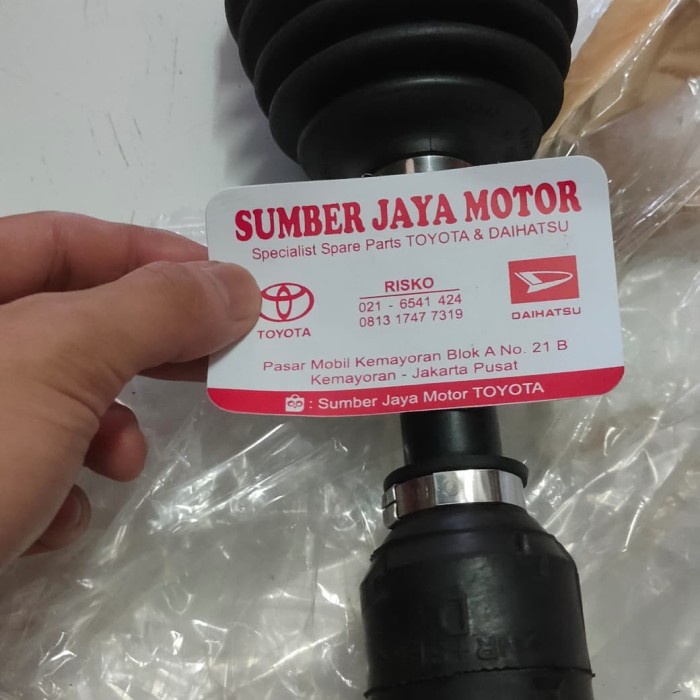 SUMBER JAYA MOTOR
Specialist Spare Parts TOYOTA & DAIHATSU
TOYOTA
RISKO
021 - 6541 424
0813 1747 7319
DAIHATSU
Pasar Mobil Kemayoran Blok A No. 21 B
Kemayoran - Jakarta Pusat
: Sumber Jaya Motor TOYOTA